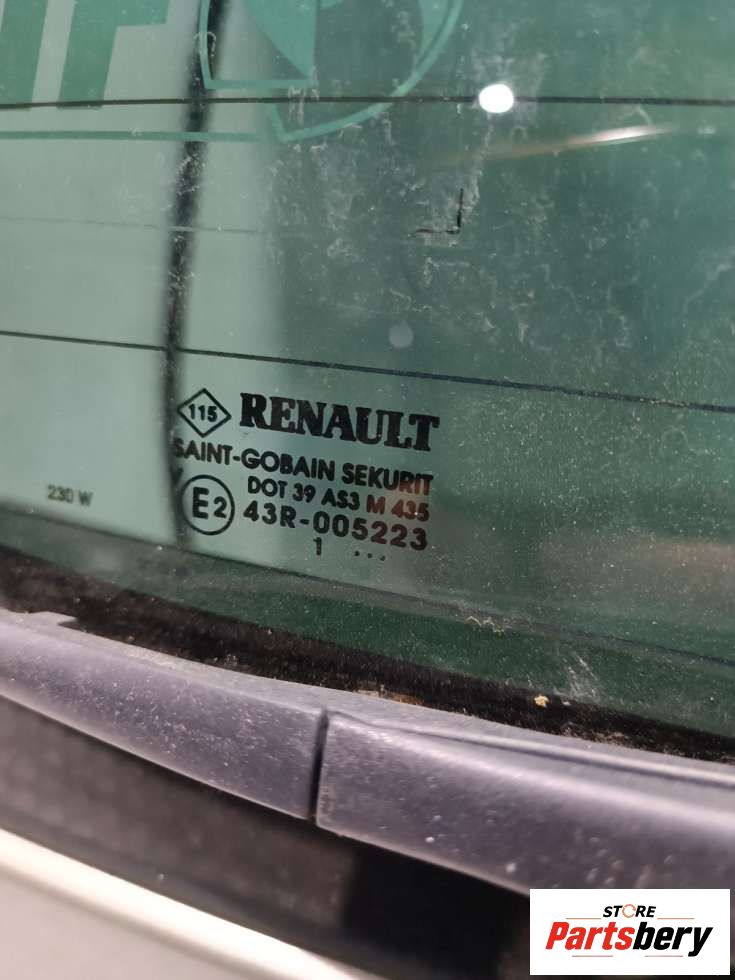 115 RENAULT
SAINT-GOBAIN SEKURIT
DOT 39 AS3 M 435
E2 43R-005223
1 ...
230 W
STORE
Partsbery